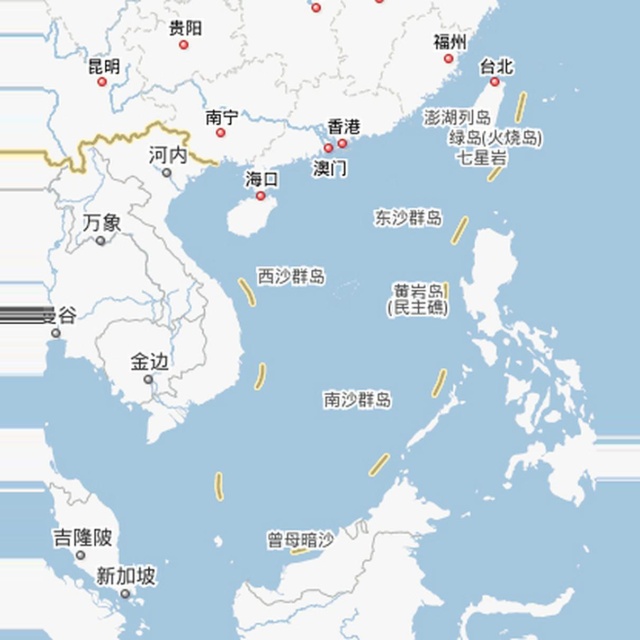 贵阳
福州
昆明
台北
南宁
澎湖列岛
香港
绿岛(火烧岛)
河内
七星岩
澳门
海口
东沙群岛
万象
西沙群岛
黄岩岛
(民主礁)
谷
金边
南沙群岛
吉隆陂
曾母暗沙
新加坡